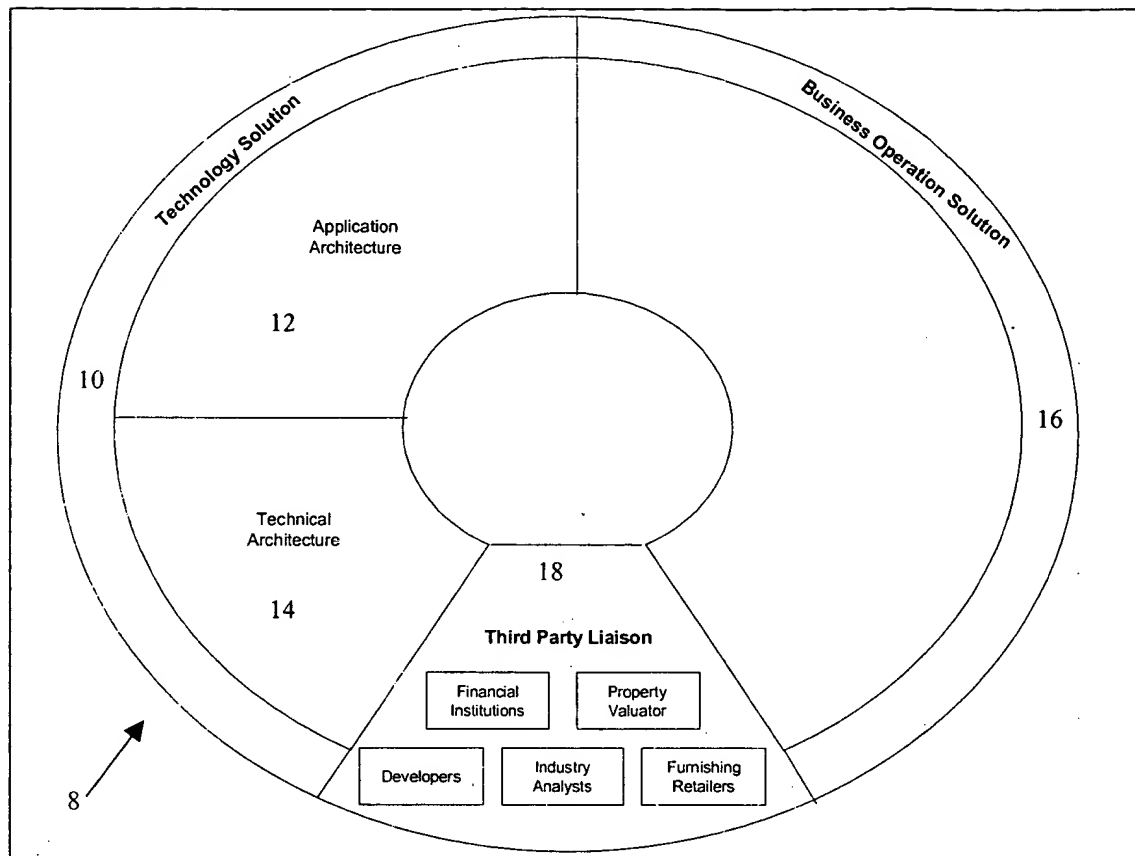 Technology Solution
Business Operation Solution
Application
Architecture
12
10
16
Technical
Architecture
14
18
Third Party Liaison
Financial
Institutions
Property
Valuator
Developers
Industry
Analysts
Furnishing
Retailers
8